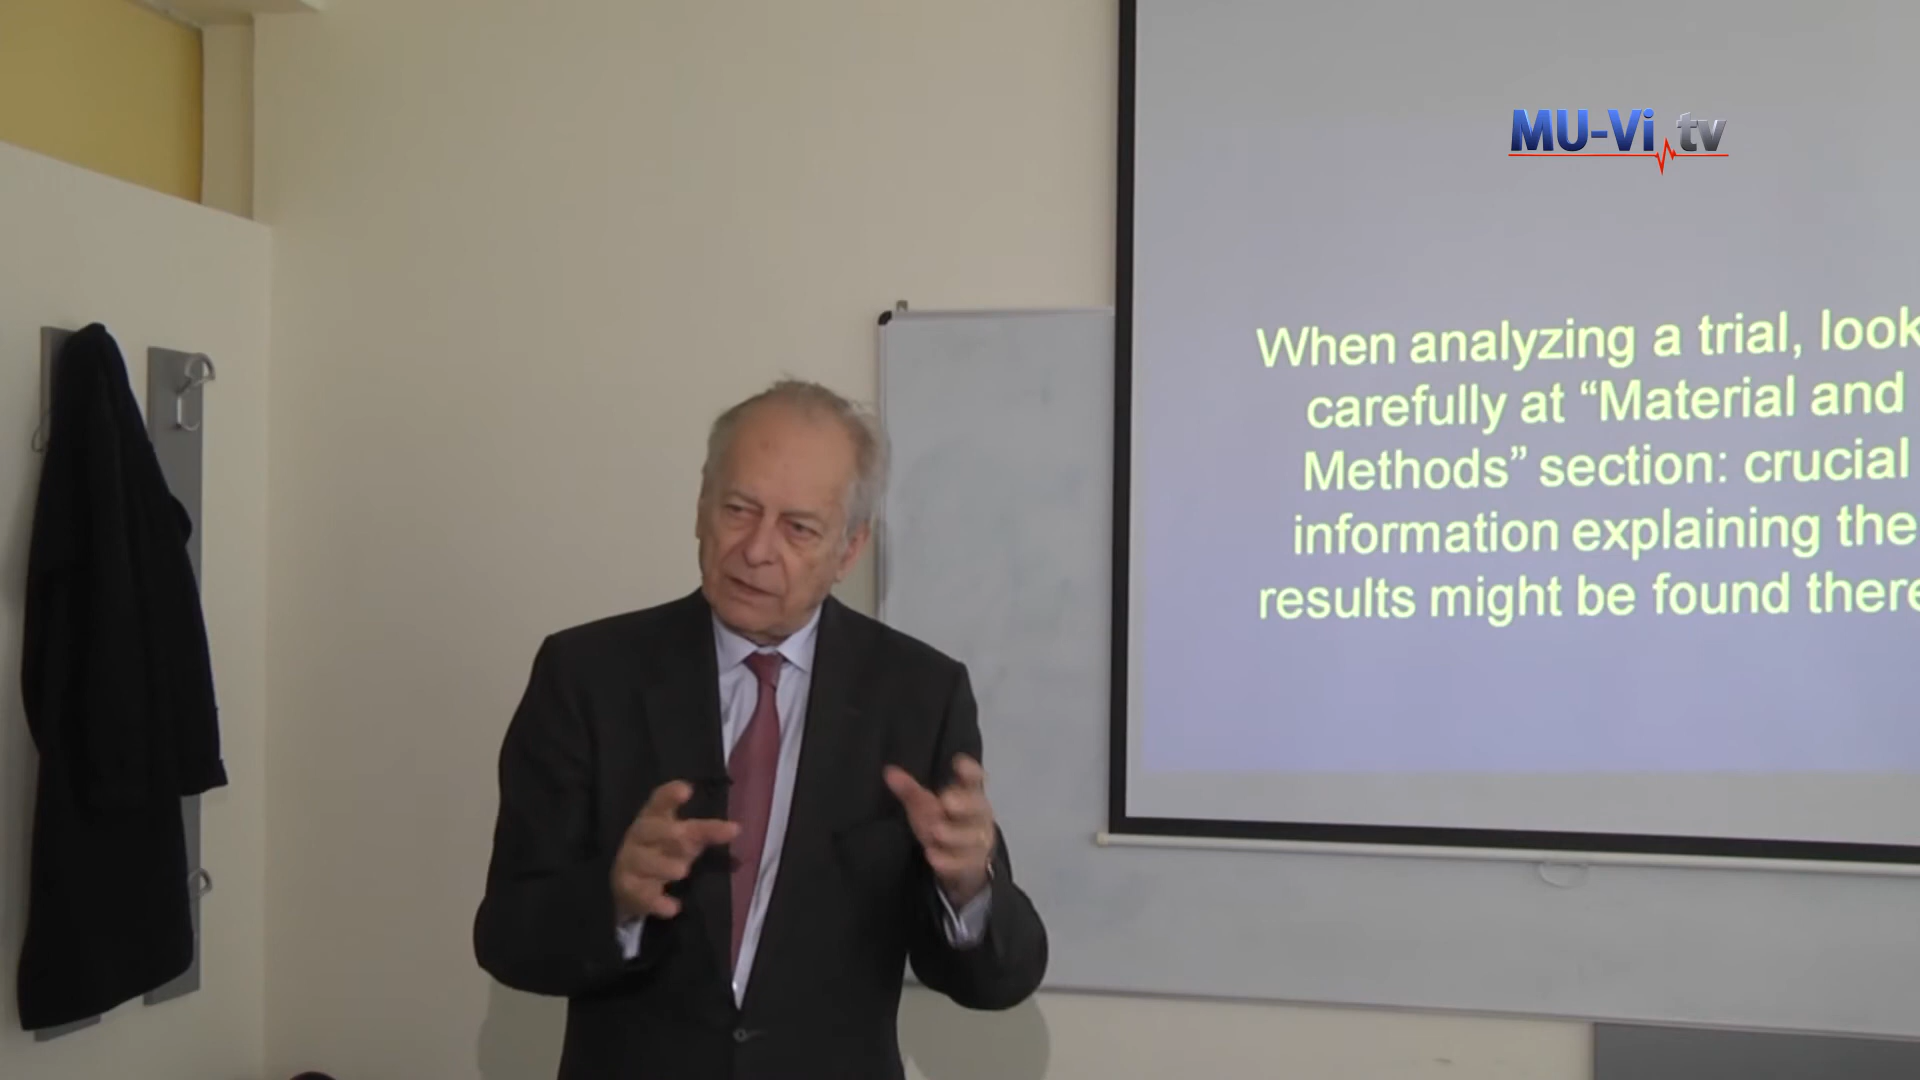 MU-Vi.tv
When analyzing a trial, look
carefully at “Material and
Methods” section: crucial
information explaining the
results might be found there